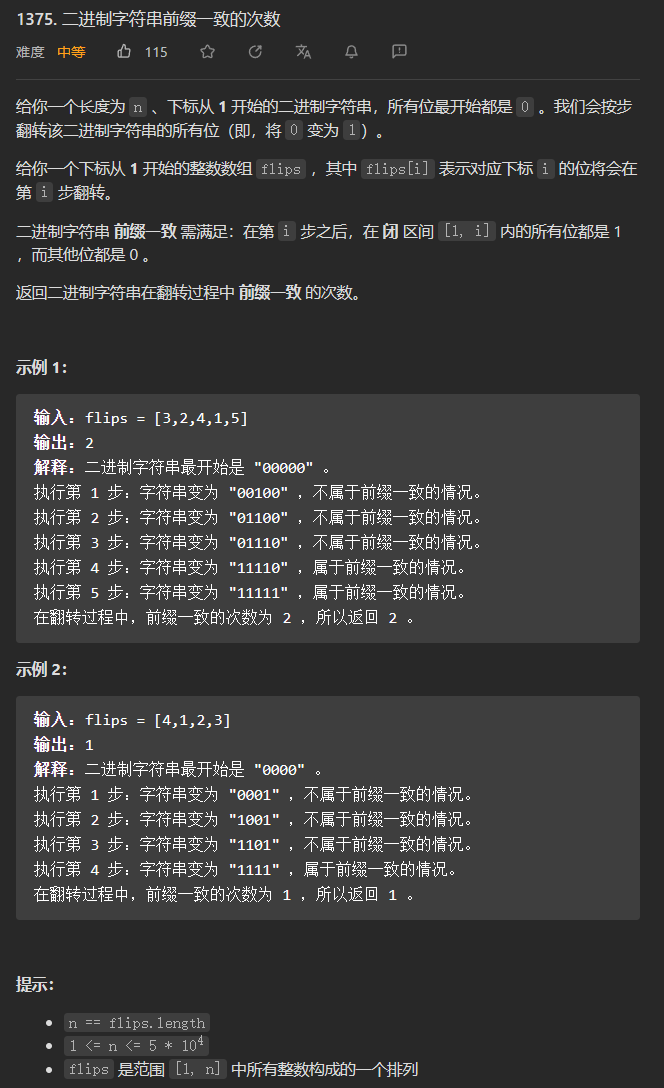 1375. 二进制字符串前缀一致的次数
难度 中等 115
给你一个长度为 n 、下标从 1 开始的二进制字符串，所有位最开始都是 0 。我们会按步
翻转该二进制字符串的所有位（即，将 0 变为 1）。
给你一个下标从 1 开始的整数数组 flips ，其中 flips[i] 表示对应下标 i 的位将会在
第 i 步翻转。
二进制字符串 前缀一致 需满足：在第 i 步之后，在 闭 区间 [1, i] 内的所有位都是 1
，而其他位都是 0 。
返回二进制字符串在翻转过程中 前缀一致 的次数。
示例 1：
输入：flips = [3,2,4,1,5]
输出：2
解释：二进制字符串最开始是 "00000" 。
执行第 1 步：字符串变为 "00100" ，不属于前缀一致的情况。
执行第 2 步：字符串变为 "01100" ，不属于前缀一致的情况。
执行第 3 步：字符串变为 "01110" ，不属于前缀一致的情况。
执行第 4 步：字符串变为 "11110" ，属于前缀一致的情况。
执行第 5 步：字符串变为 "11111" ，属于前缀一致的情况。
在翻转过程中，前缀一致的次数为 2 ，所以返回 2 。
示例 2：
输入：flips = [4,1,2,3]
输出：1
解释：二进制字符串最开始是 "0000" 。
执行第 1 步：字符串变为 "0001" ，不属于前缀一致的情况。
执行第 2 步：字符串变为 "1001" ，不属于前缀一致的情况。
执行第 3 步：字符串变为 "1101" ，不属于前缀一致的情况。
执行第 4 步：字符串变为 "1111" ，属于前缀一致的情况。
在翻转过程中，前缀一致的次数为 1 ，所以返回 1 。
提示：
• n == flips.length
• 1 <= n <= 5 * 10⁴
• flips 是范围 [1, n] 中所有整数构成的一个排列